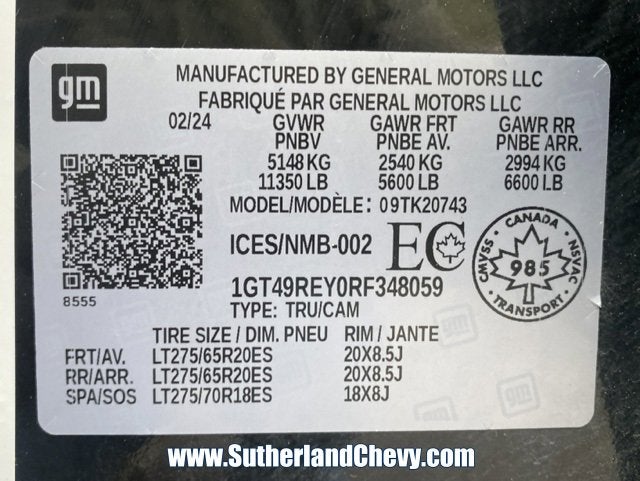 gm
MANUFACTURED BY GENERAL MOTORS LLC
FABRIQUÉ PAR GENERAL MOTORS LLC
02/24 GVWR GAWR FRT GAWR RR
PNBV PNBE AV. PNBE ARR.
5148 KG 2540 KG 2994 KG
11350 LB 5600 LB 6600 LB
MODEL/MODÈLE: 09TK20743
ICES/NMB-002 EC
CANADA
CMVSS 985 NSVAC
TRANSPORT
8555
1GT49REY0RF348059
TYPE: TRU/CAM
TIRE SIZE / DIM. PNEU RIM / JANTE
FRT/AV. LT275/65R20ES 20X8.5J
RR/ARR. LT275/65R20ES 20X8.5J
SPA/SOS LT275/70R18ES 18X8J
www.SutherlandChevy.com